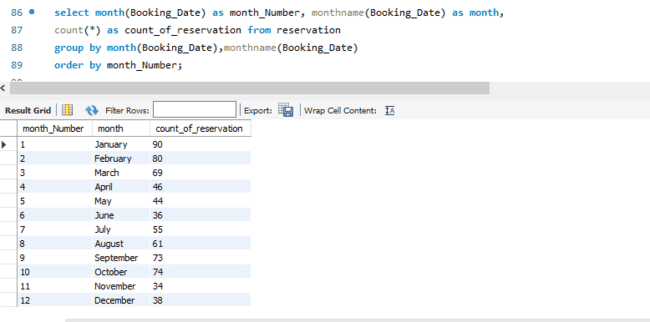 86 select month(Booking_Date) as month_Number, monthname(Booking_Date) as month,
87 count(*) as count_of_reservation from reservation
88 group by month(Booking_Date),monthname(Booking_Date)
89 order by month_Number;
Result Grid Filter Rows: Export: Wrap Cell Content:
month_Number month count_of_reservation
1 January 90
2 February 80
3 March 69
4 April 46
5 May 44
6 June 36
7 July 55
8 August 61
9 September 73
10 October 74
11 November 34
12 December 38